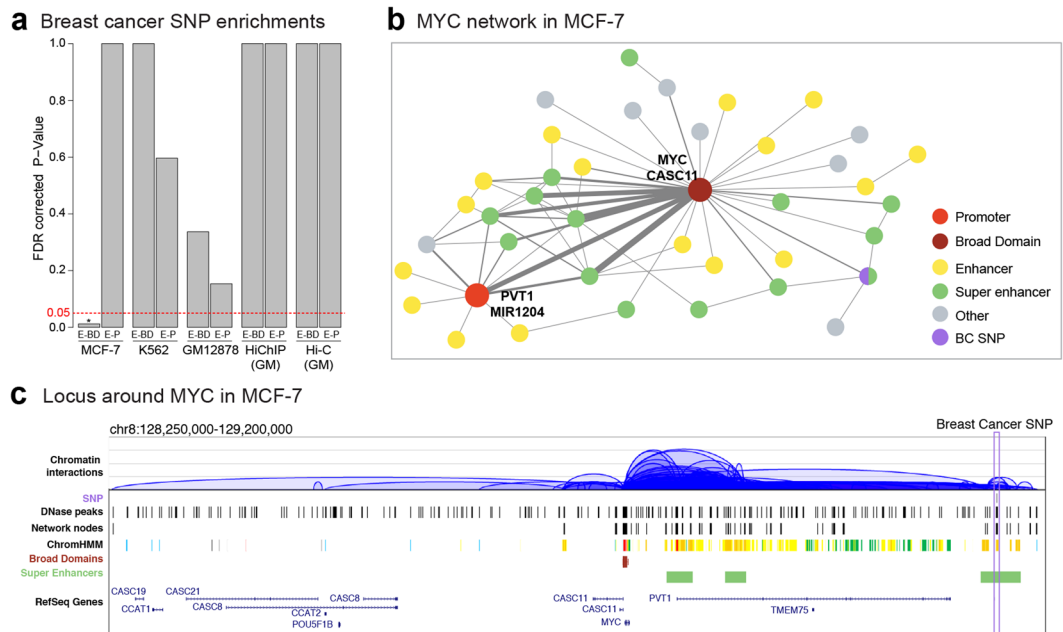 a Breast cancer SNP enrichments
FDR corrected P-Value
1.0
0.8
0.6
0.4
0.2
0.05
0.0
*
E-BD E-P E-BD E-P E-BD E-P E-BD E-P E-BD E-P
MCF-7 K562 GM12878 HiChIP (GM) Hi-C (GM)
b MYC network in MCF-7
MYC
CASC11
PVT1
MIR1204
Promoter
Broad Domain
Enhancer
Super enhancer
Other
BC SNP
c Locus around MYC in MCF-7
chr8:128,250,000-129,200,000
Breast Cancer SNP
Chromatin
interactions
SNP
DNase peaks
Network nodes
ChromHMM
Broad Domains
Super Enhancers
RefSeq Genes
CASC19 CASC21 CASC8 CASC11 PVT1
CCAT1 CASC8 CCAT2 CASC11 TMEM75
POU5F1B MYC